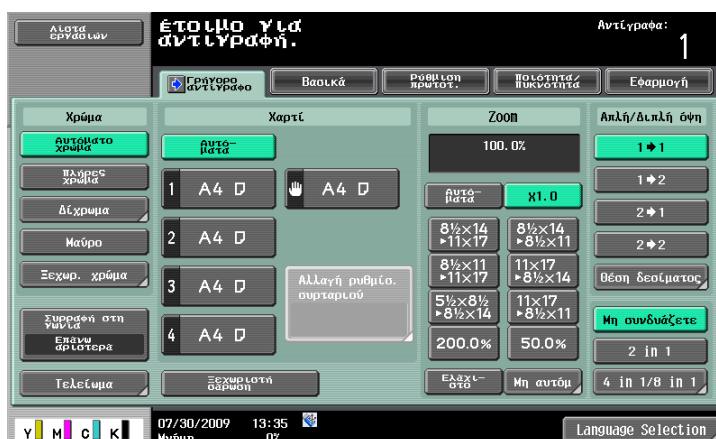 Λίστα
εργασιών
έτοιμο για
αντιγραφή.
Αντίγραφα:
1
Γρήγορο
αντίγραφο
Βασικά
Ρύθμιση
πρωτοτ.
Ποιότητα/
πυκνότητα
Εφαρμογή
Χρώμα
Χαρτί
Zoom
Απλή/Διπλή όψη
Αυτόματο
χρώμα
Πλήρες
χρώμα
Δίχρωμα
Μαύρο
Ξεχωρ. χρώμα
Συρραφή στη
γωνία
Επάνω
αριστερά
Τελείωμα
Αυτό-
ματα
1 A4
A4
2 A4
3 A4
4 A4
Αλλαγή ρυθμίσ.
συρταριού
Ξεχωριστή
σάρωση
100.0%
Αυτό-
ματα
x1.0
8½×14
▸11×17
8½×14
▸8½×11
8½×11
▸11×17
11×17
▸8½×14
5½×8½
▸8½×14
11×17
▸8½×11
200.0%
50.0%
Ελάχι-
στο
Μη αυτόμ
1➔1
1➔2
2➔1
2➔2
Θέση δεσίματος
Μη συνδυάζετε
2 in 1
4 in 1/8 in 1
Y M C K
07/30/2009 13:35
Μνήμη 0%
Language Selection